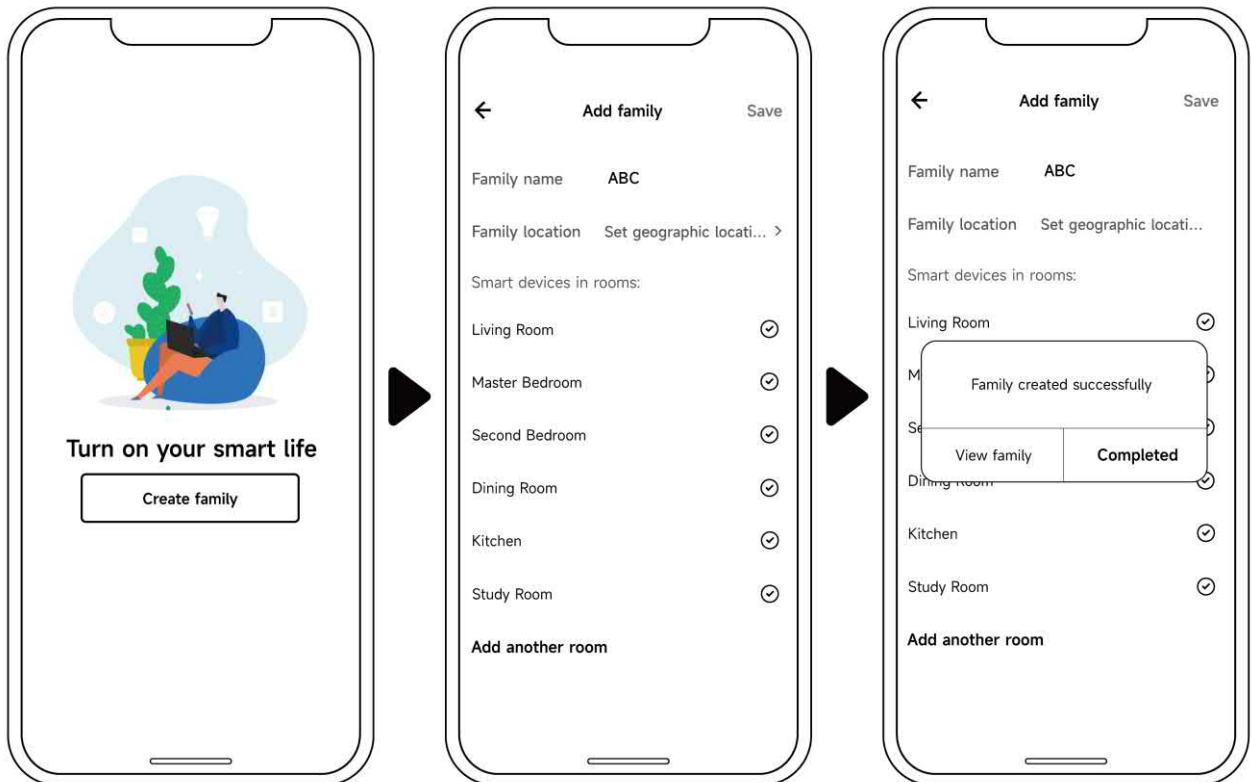 Turn on your smart life
Create family
Add family Save
Family name ABC
Family location Set geographic locati... >
Smart devices in rooms:
Living Room
Master Bedroom
Second Bedroom
Dining Room
Kitchen
Study Room
Add another room
Add family Save
Family name ABC
Family location Set geographic locati...
Smart devices in rooms:
Living Room
M
Family created successfully
Se
View family Completed
Dining Room
Kitchen
Study Room
Add another room